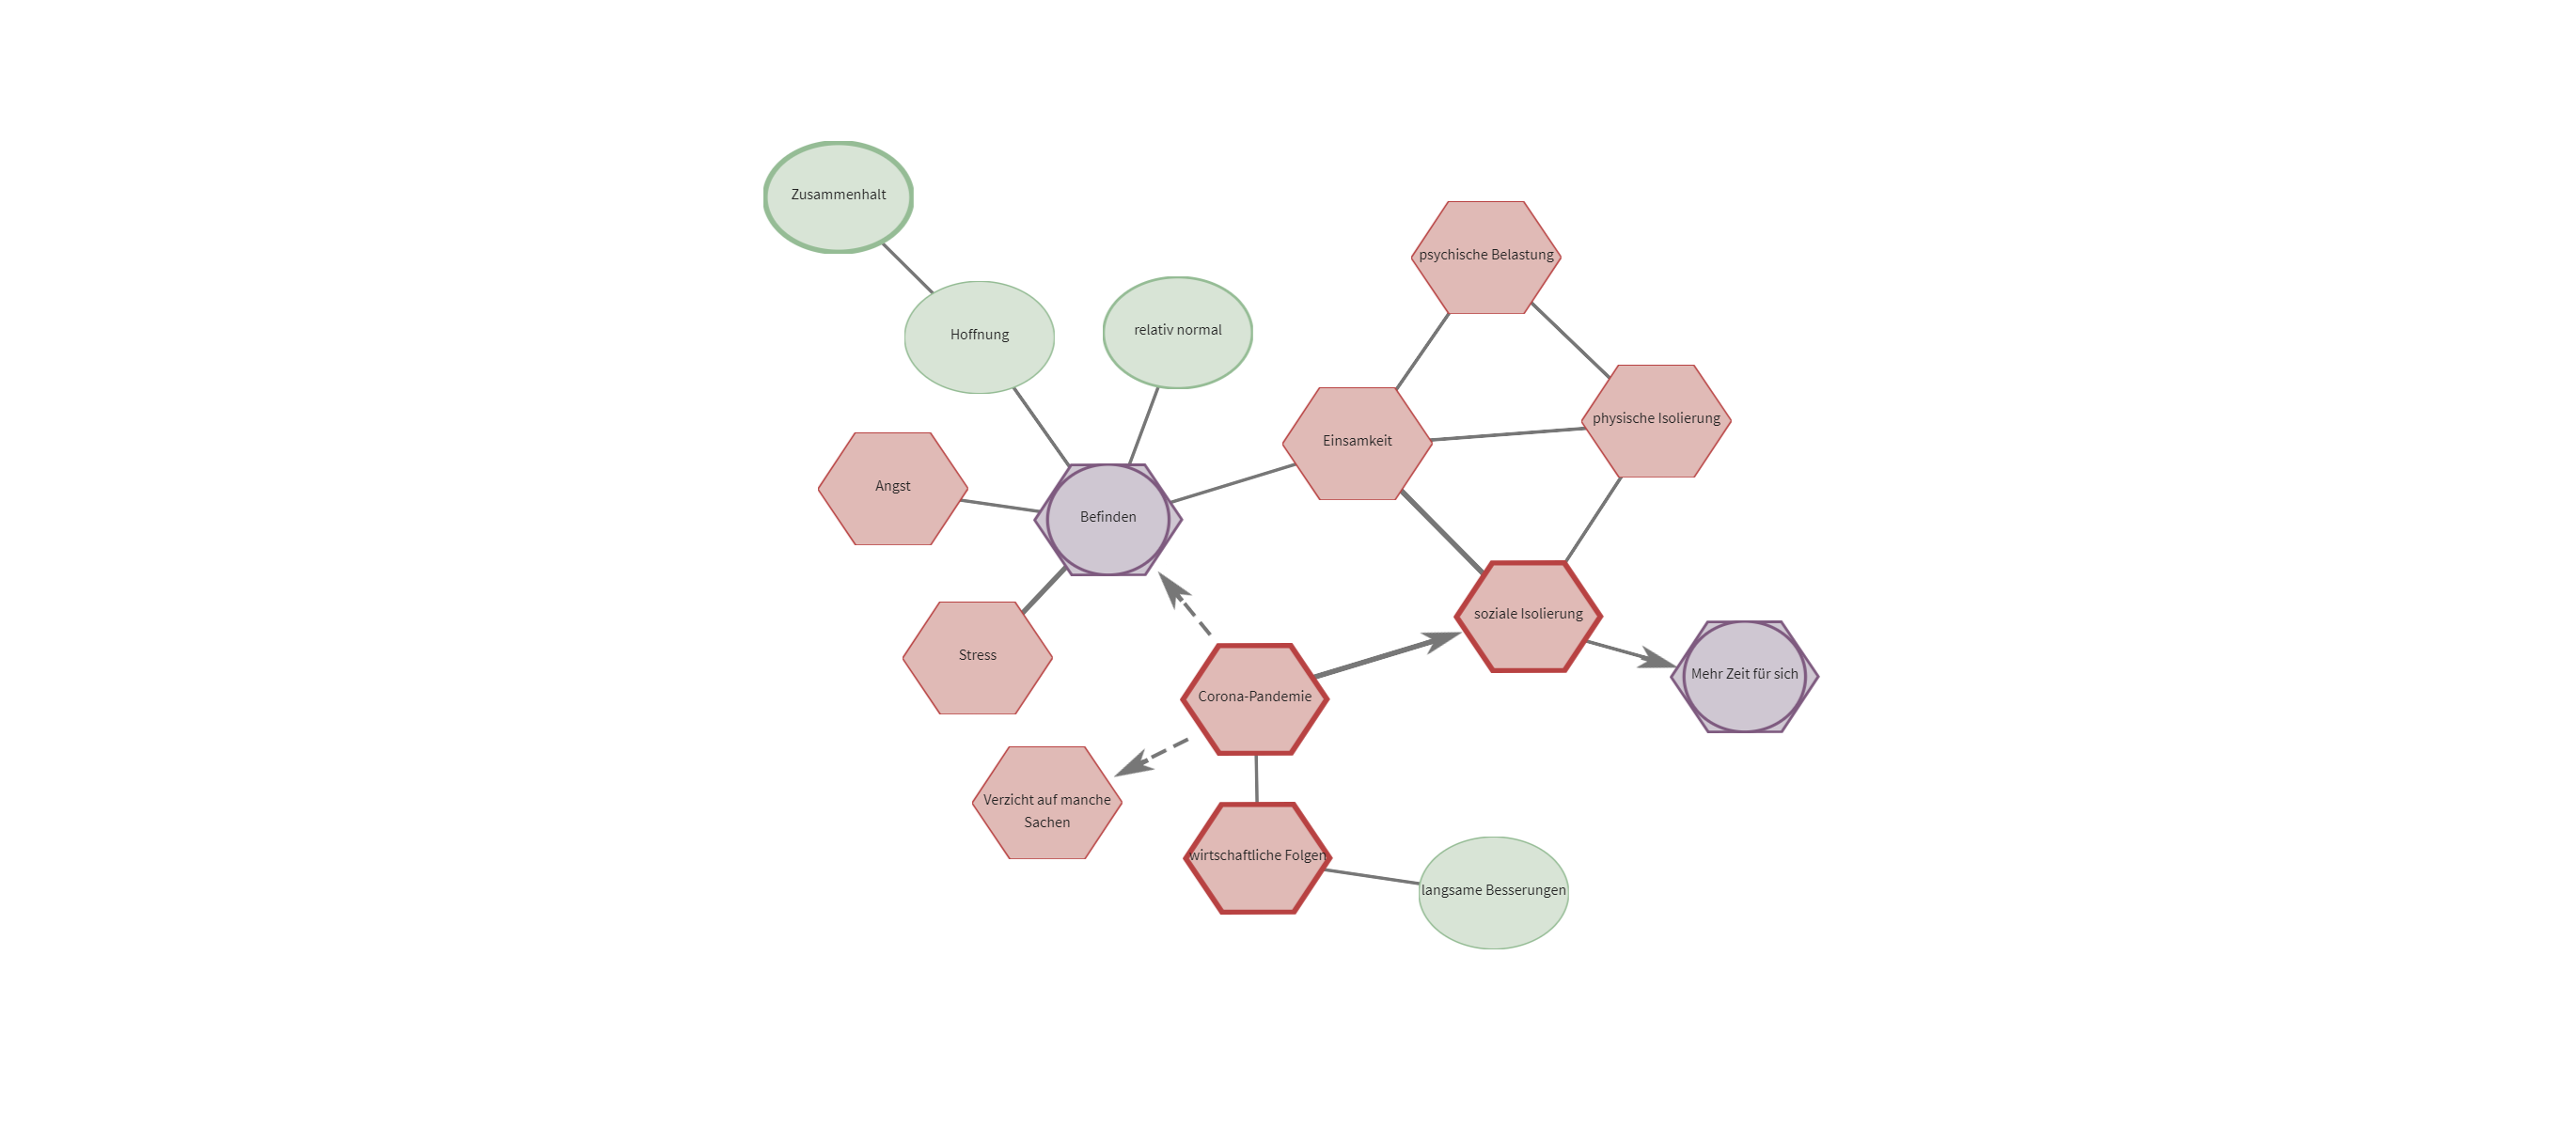 Zusammenhalt
psychische Belastung
Hoffnung
relativ normal
physische Isolierung
Einsamkeit
Angst
Befinden
soziale Isolierung
Stress
Mehr Zeit für sich
Corona-Pandemie
Verzicht auf manche
Sachen
wirtschaftliche Folgen
langsame Besserungen